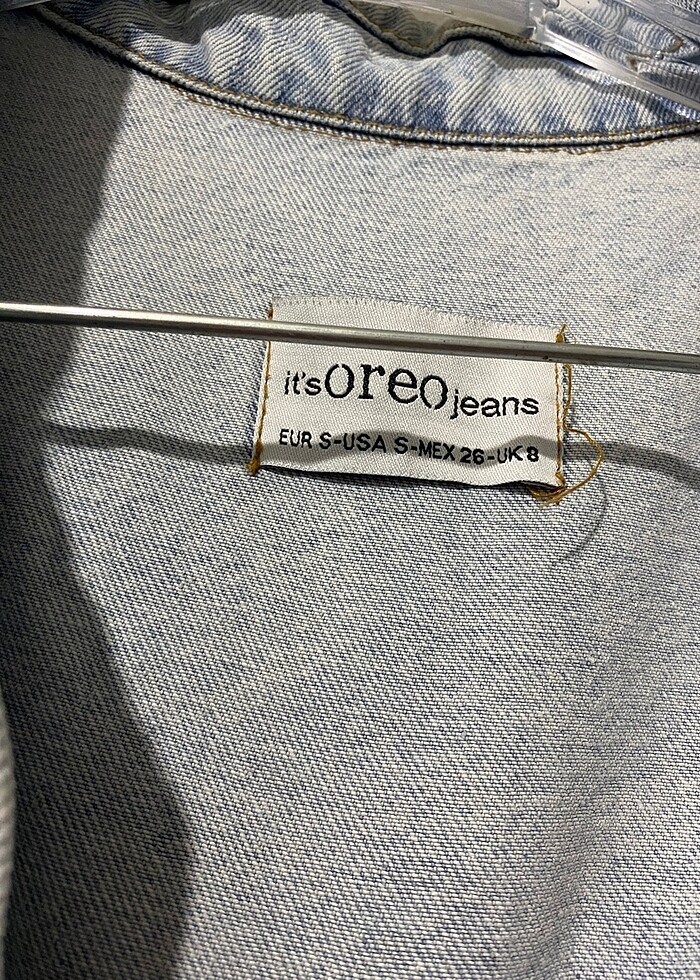 it's oreo jeans
EUR S-USA S-MEX 26-UK 8